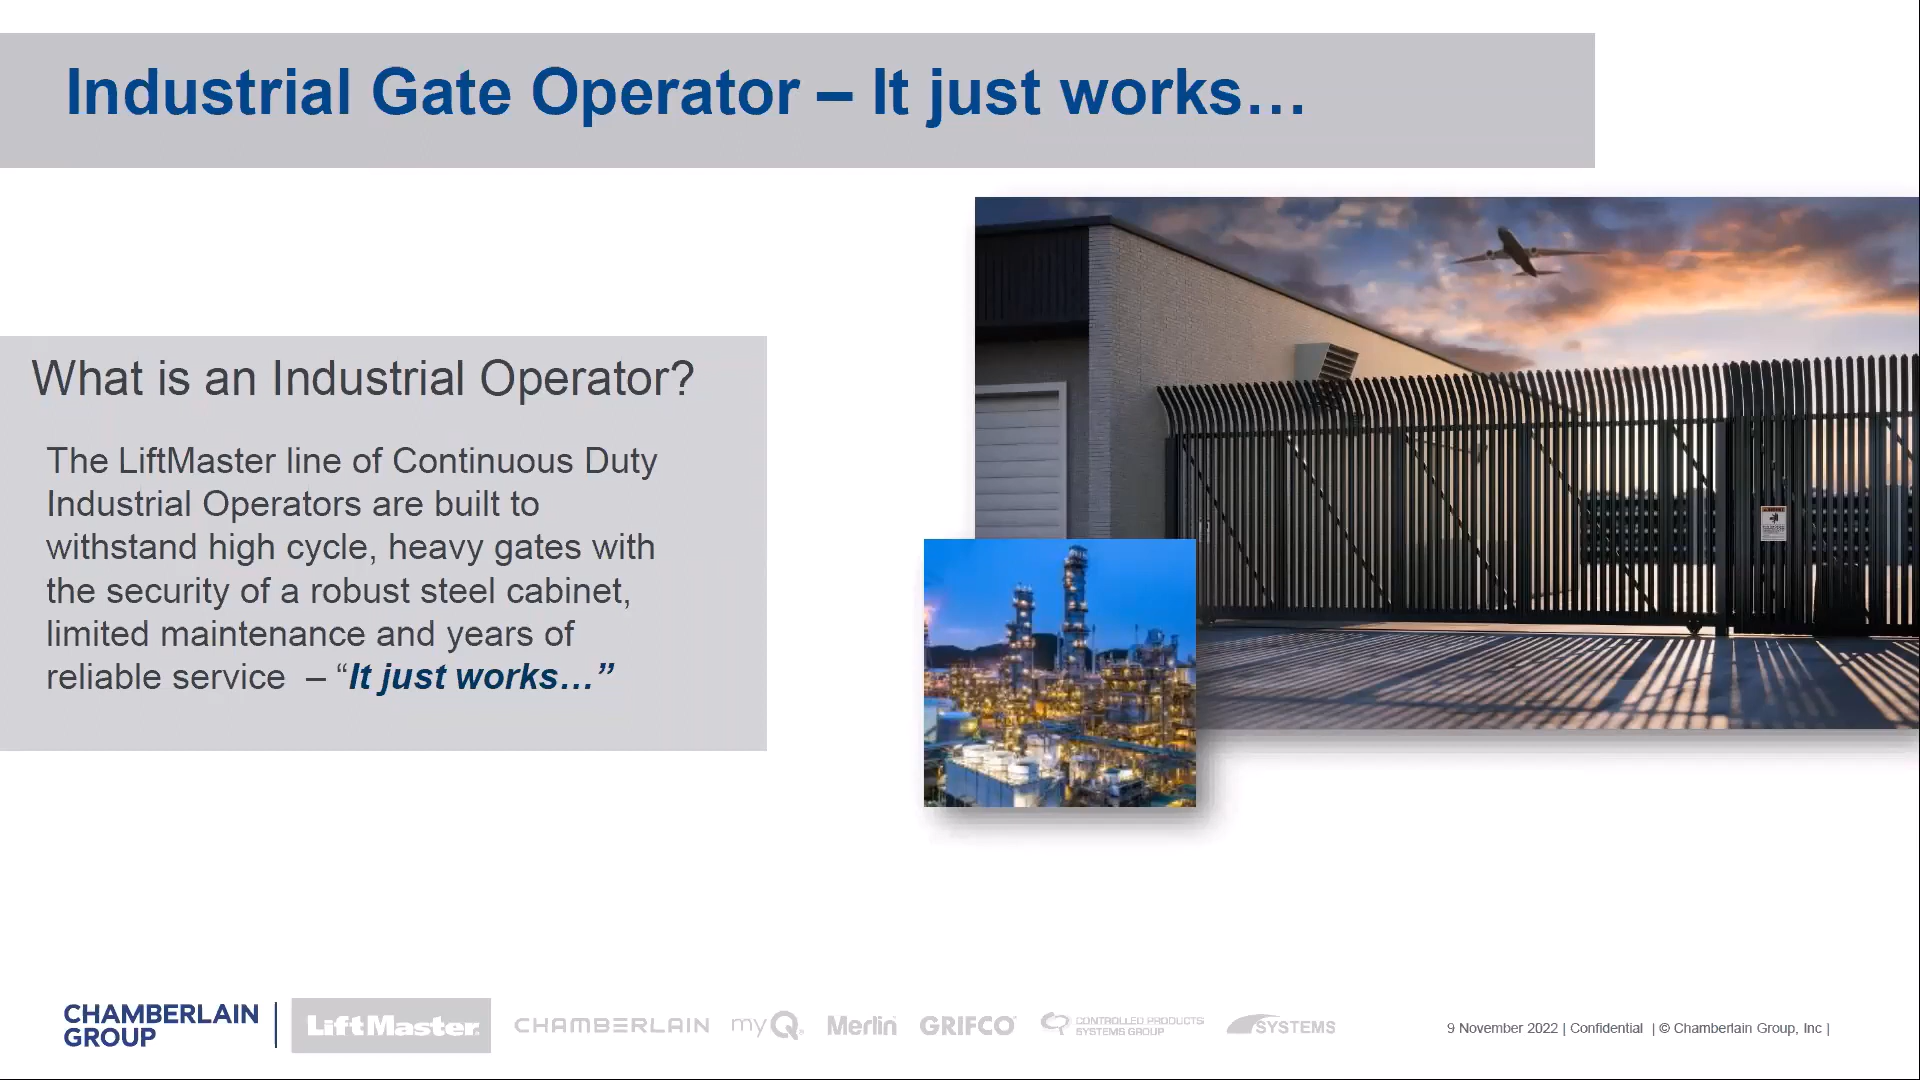 Industrial Gate Operator – It just works…
What is an Industrial Operator?
The LiftMaster line of Continuous Duty
Industrial Operators are built to
withstand high cycle, heavy gates with
the security of a robust steel cabinet,
limited maintenance and years of
reliable service – “It just works…”
CHAMBERLAIN
GROUP
LiftMaster
CHAMBERLAIN
myQ
Merlin
GRIFCO
CONTROLLED PRODUCTS
SYSTEMS GROUP
SYSTEMS
9 November 2022 | Confidential | © Chamberlain Group, Inc |